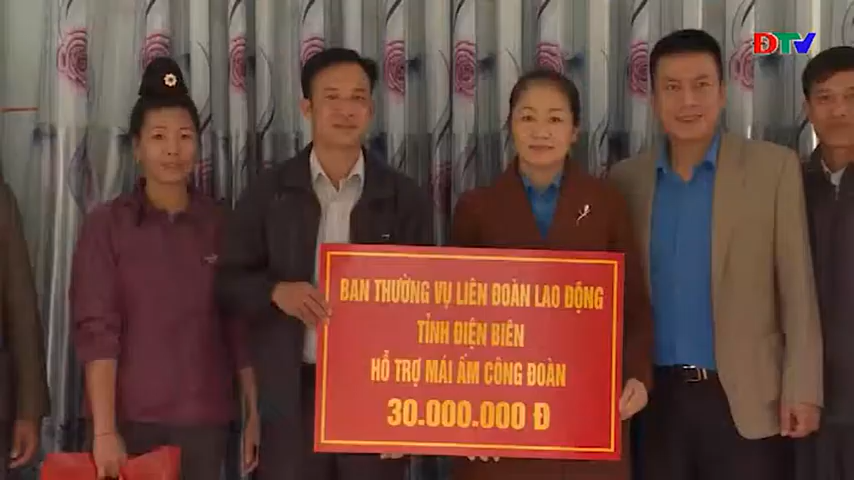 ĐTV
BAN THƯỜNG VỤ LIÊN ĐOÀN LAO ĐỘNG
TỈNH ĐIỆN BIÊN
HỖ TRỢ MÁI ẤM CÔNG ĐOÀN
30.000.000 Đ